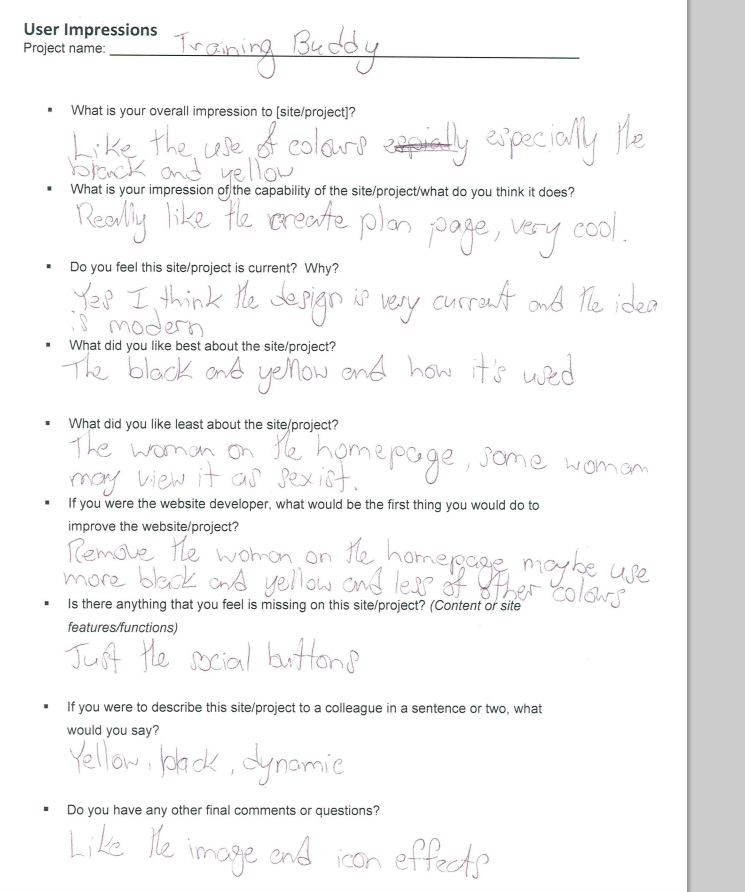 User Impressions
Project name: Training Buddy
▪ What is your overall impression to [site/project]?
Like the use of colours especially the
black and yellow
▪ What is your impression of the capability of the site/project/what do you think it does?
Really like the create plan page, very cool.
▪ Do you feel this site/project is current? Why?
Yes I think the design is very current and the idea
is modern
▪ What did you like best about the site/project?
The black and yellow and how it's used
▪ What did you like least about the site/project?
The woman on the homepage, some woman
may view it as sexist.
▪ If you were the website developer, what would be the first thing you would do to
improve the website/project?
Remove the woman on the homepage maybe use
more black and yellow and less of other colours
▪ Is there anything that you feel is missing on this site/project? (Content or site
features/functions)
Just the social buttons
▪ If you were to describe this site/project to a colleague in a sentence or two, what
would you say?
Yellow, black, dynamic
▪ Do you have any other final comments or questions?
Like the image and icon effects